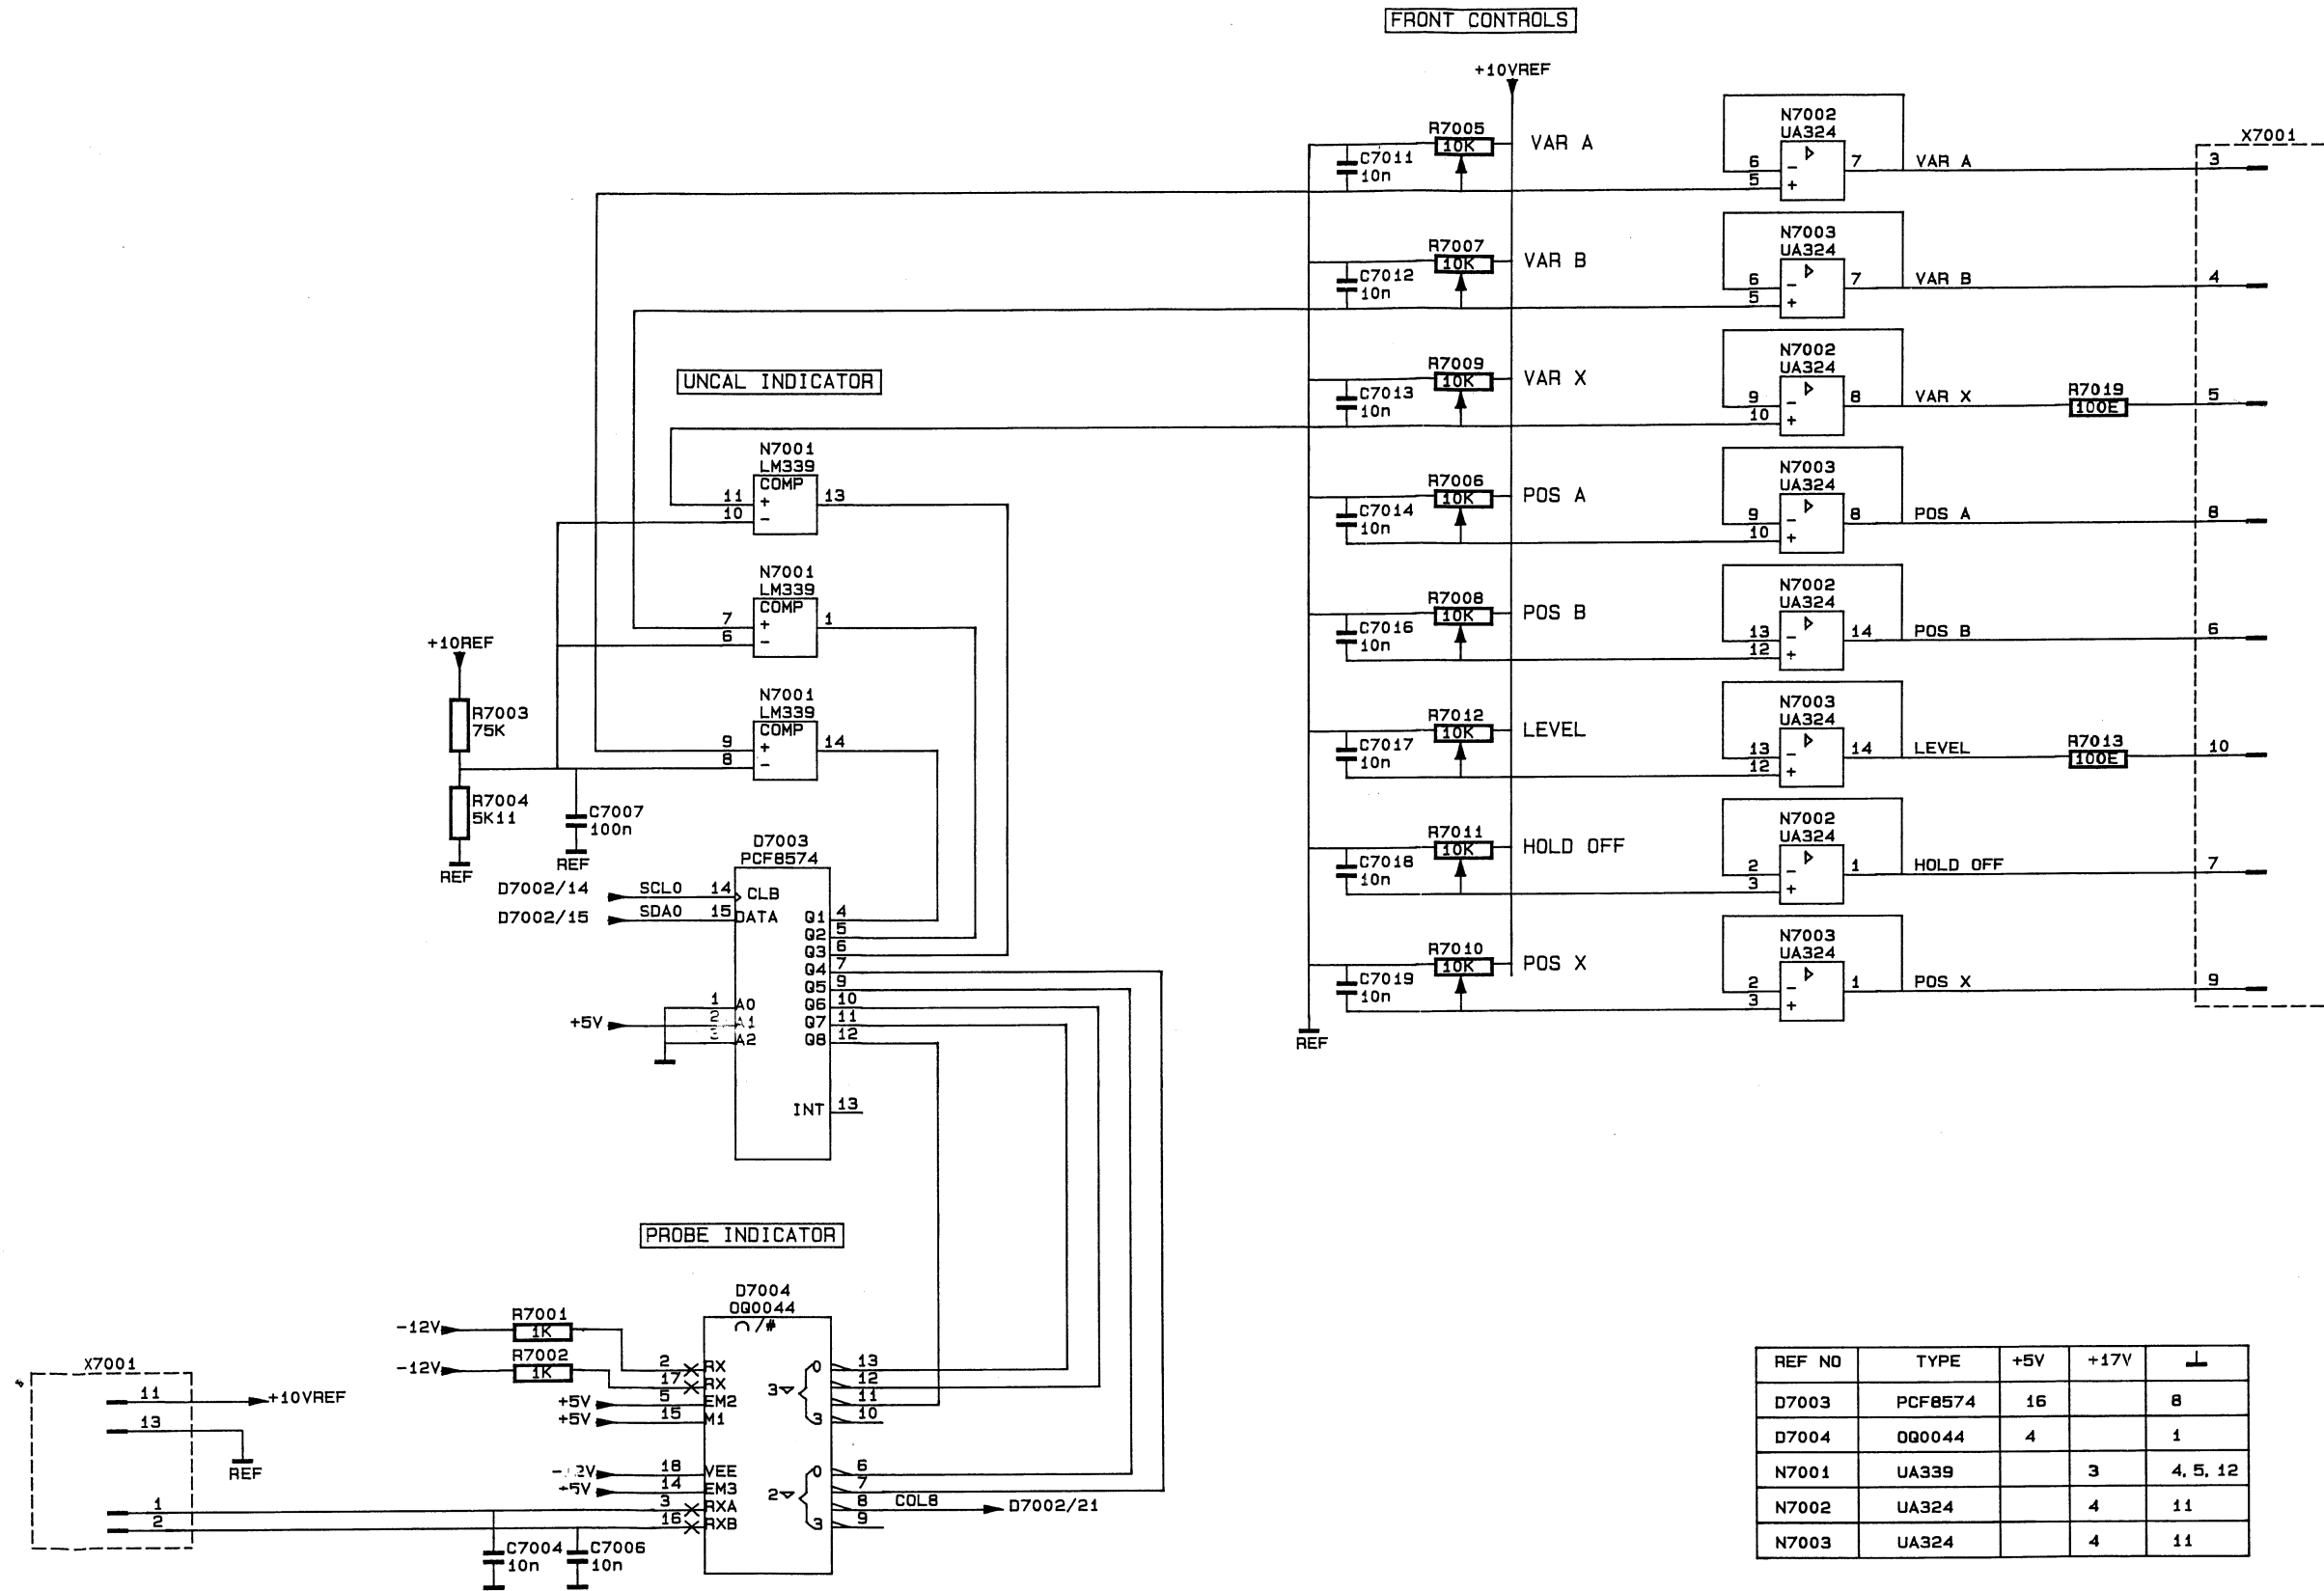 FRONT CONTROLS
+10VREF
R7005
10K
VAR A
C7011
10n
N7002
UA324
6
-
5
+
7
VAR A
X7001
3
R7007
10K
VAR B
C7012
10n
N7003
UA324
6
-
5
+
7
VAR B
4
R7009
10K
VAR X
C7013
10n
N7002
UA324
9
-
10
+
8
VAR X
R7019
100E
5
R7006
10K
POS A
C7014
10n
N7003
UA324
9
-
10
+
8
POS A
8
R7008
10K
POS B
C7016
10n
N7002
UA324
13
-
12
+
14
POS B
6
R7012
10K
LEVEL
C7017
10n
N7003
UA324
13
-
12
+
14
LEVEL
R7013
100E
10
R7011
10K
HOLD OFF
C7018
10n
N7002
UA324
2
-
3
+
1
HOLD OFF
7
R7010
10K
POS X
C7019
10n
N7003
UA324
2
-
3
+
1
POS X
9
REF
UNCAL INDICATOR
N7001
LM339
COMP
11
+
10
-
13
N7001
LM339
COMP
7
+
6
-
1
N7001
LM339
COMP
9
+
8
-
14
+10REF
R7003
75K
R7004
5K11
REF
C7007
100n
REF
D7003
PCF8574
D7002/14
SCL0
14
CLB
D7002/15
SDA0
15
DATA
Q1 4
Q2 5
Q3 6
Q4 7
Q5 9
Q6 10
Q7 11
Q8 12
1 A0
+5V
2 A1
A2
INT 13
PROBE INDICATOR
D7004
OQ0044
/#
-12V
R7001
1K
-12V
R7002
1K
2 RX
17 RX
+5V 5 EM2
+5V 15 M1
18 VEE
+5V 14 EM3
3 RXA
16 RXB
3
0
3
13
12
11
10
2
0
3
6
7
8
9
COL8
D7002/21
X7001
11
+10VREF
13
REF
1
2
C7004
10n
C7006
10n
REF NO TYPE +5V +17V
D7003 PCF8574 16 8
D7004 OQ0044 4 1
N7001 UA339 3 4, 5, 12
N7002 UA324 4 11
N7003 UA324 4 11